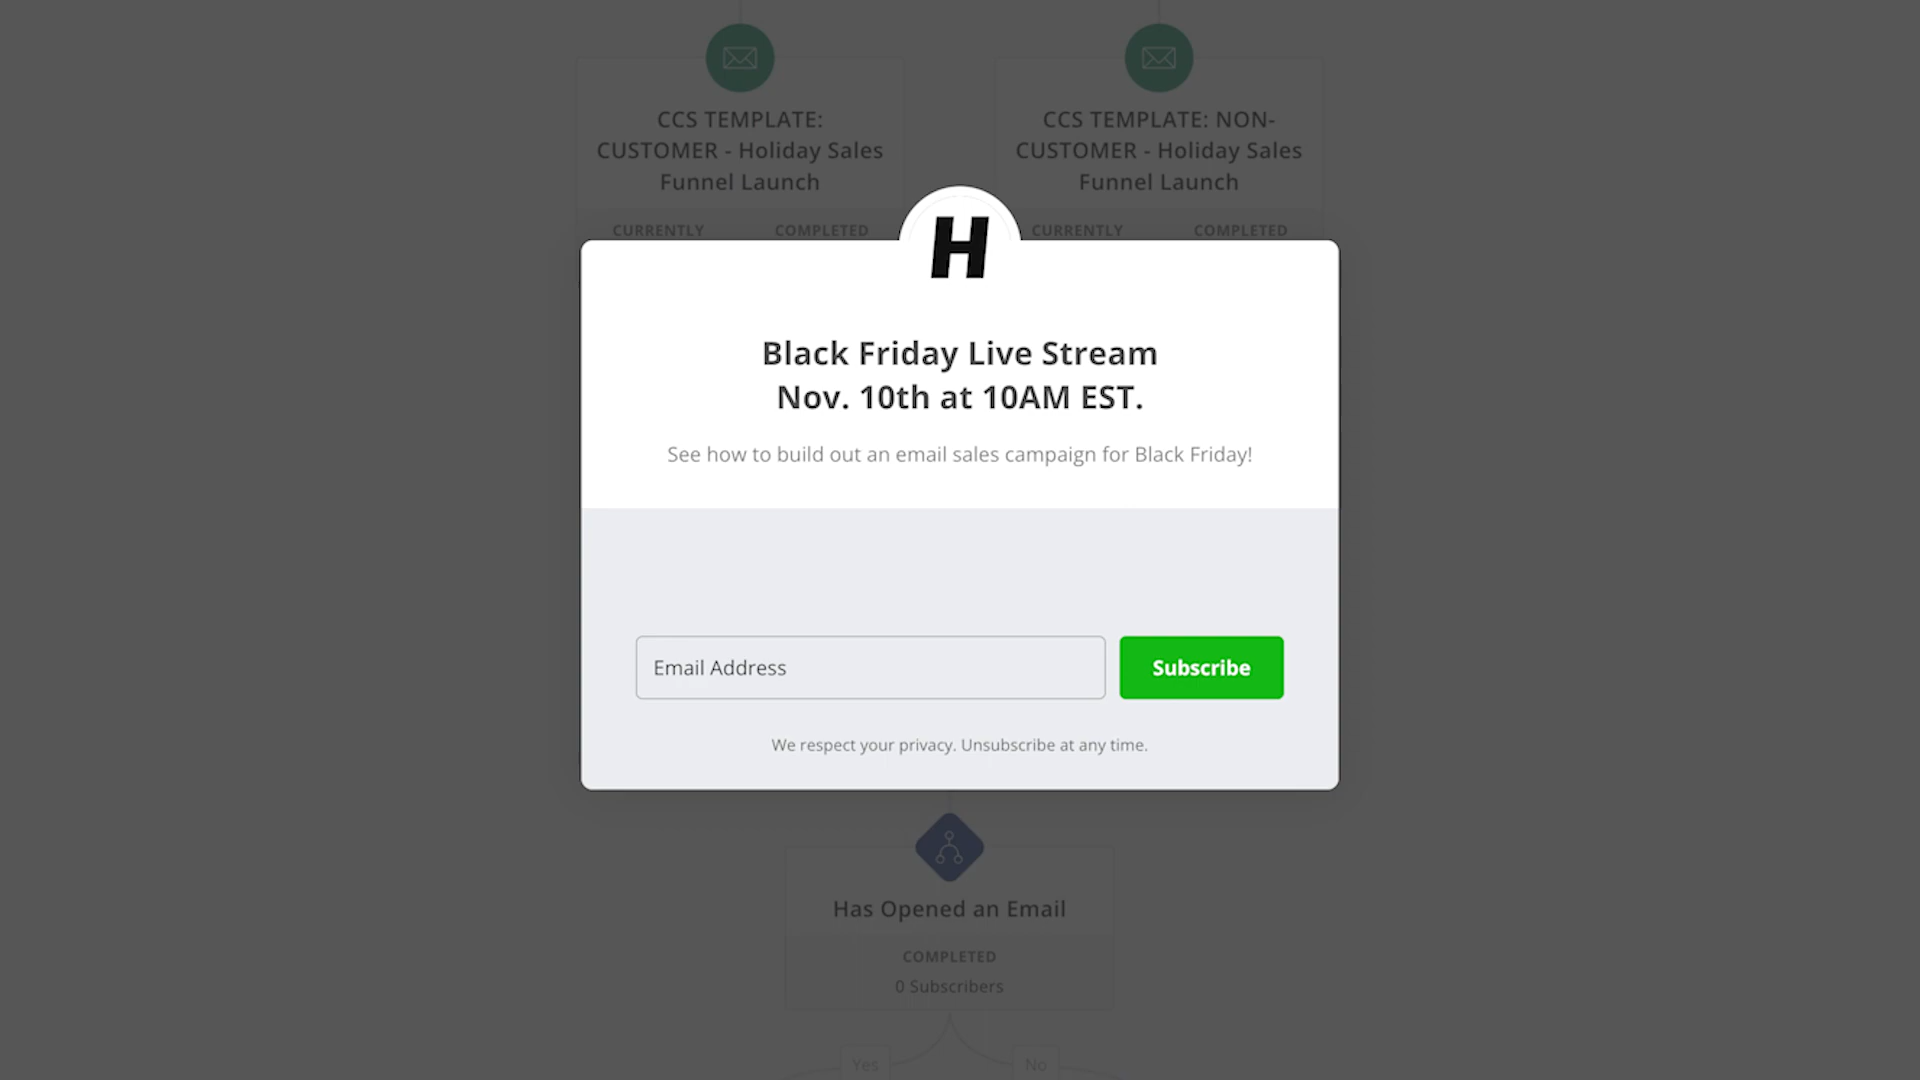 CCS TEMPLATE:
CUSTOMER - Holiday Sales
Funnel Launch
CURRENTLY COMPLETED
CCS TEMPLATE: NON-
CUSTOMER - Holiday Sales
Funnel Launch
CURRENTLY COMPLETED
H
Black Friday Live Stream
Nov. 10th at 10AM EST.
See how to build out an email sales campaign for Black Friday!
Email Address
Subscribe
We respect your privacy. Unsubscribe at any time.
Has Opened an Email
COMPLETED
0 Subscribers
Yes
No